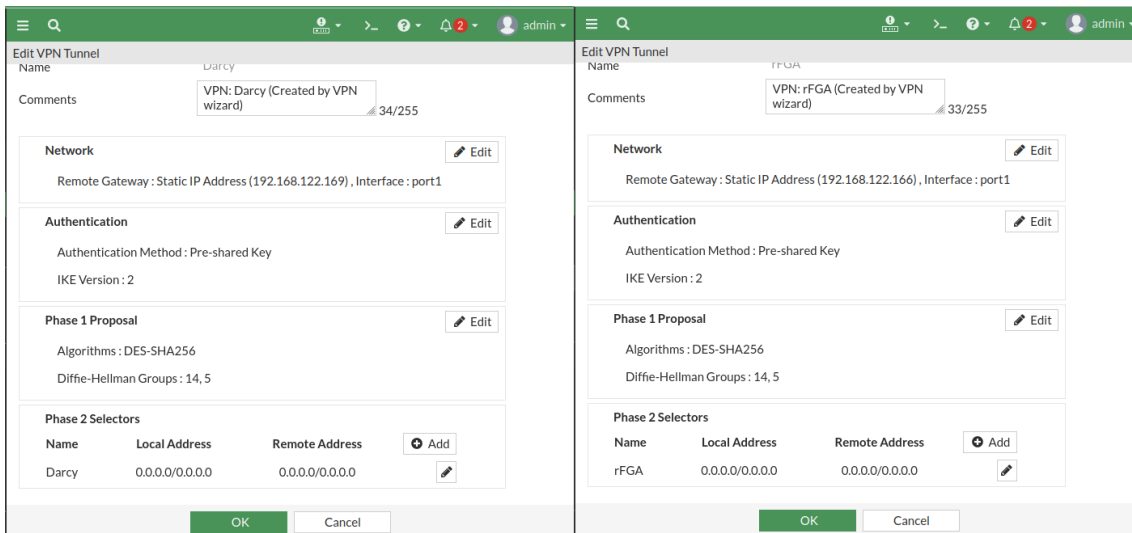 2 admin
Edit VPN Tunnel
Name Darcy
Comments VPN: Darcy (Created by VPN
wizard) 34/255
Network Edit
Remote Gateway : Static IP Address (192.168.122.169) , Interface : port1
Authentication Edit
Authentication Method : Pre-shared Key
IKE Version : 2
Phase 1 Proposal Edit
Algorithms : DES-SHA256
Diffie-Hellman Groups : 14, 5
Phase 2 Selectors
Name Local Address Remote Address Add
Darcy 0.0.0.0/0.0.0.0 0.0.0.0/0.0.0.0
OK Cancel
2 admin
Edit VPN Tunnel
Name rFGA
Comments VPN: rFGA (Created by VPN
wizard) 33/255
Network Edit
Remote Gateway : Static IP Address (192.168.122.166) , Interface : port1
Authentication Edit
Authentication Method : Pre-shared Key
IKE Version : 2
Phase 1 Proposal Edit
Algorithms : DES-SHA256
Diffie-Hellman Groups : 14, 5
Phase 2 Selectors
Name Local Address Remote Address Add
rFGA 0.0.0.0/0.0.0.0 0.0.0.0/0.0.0.0
OK Cancel